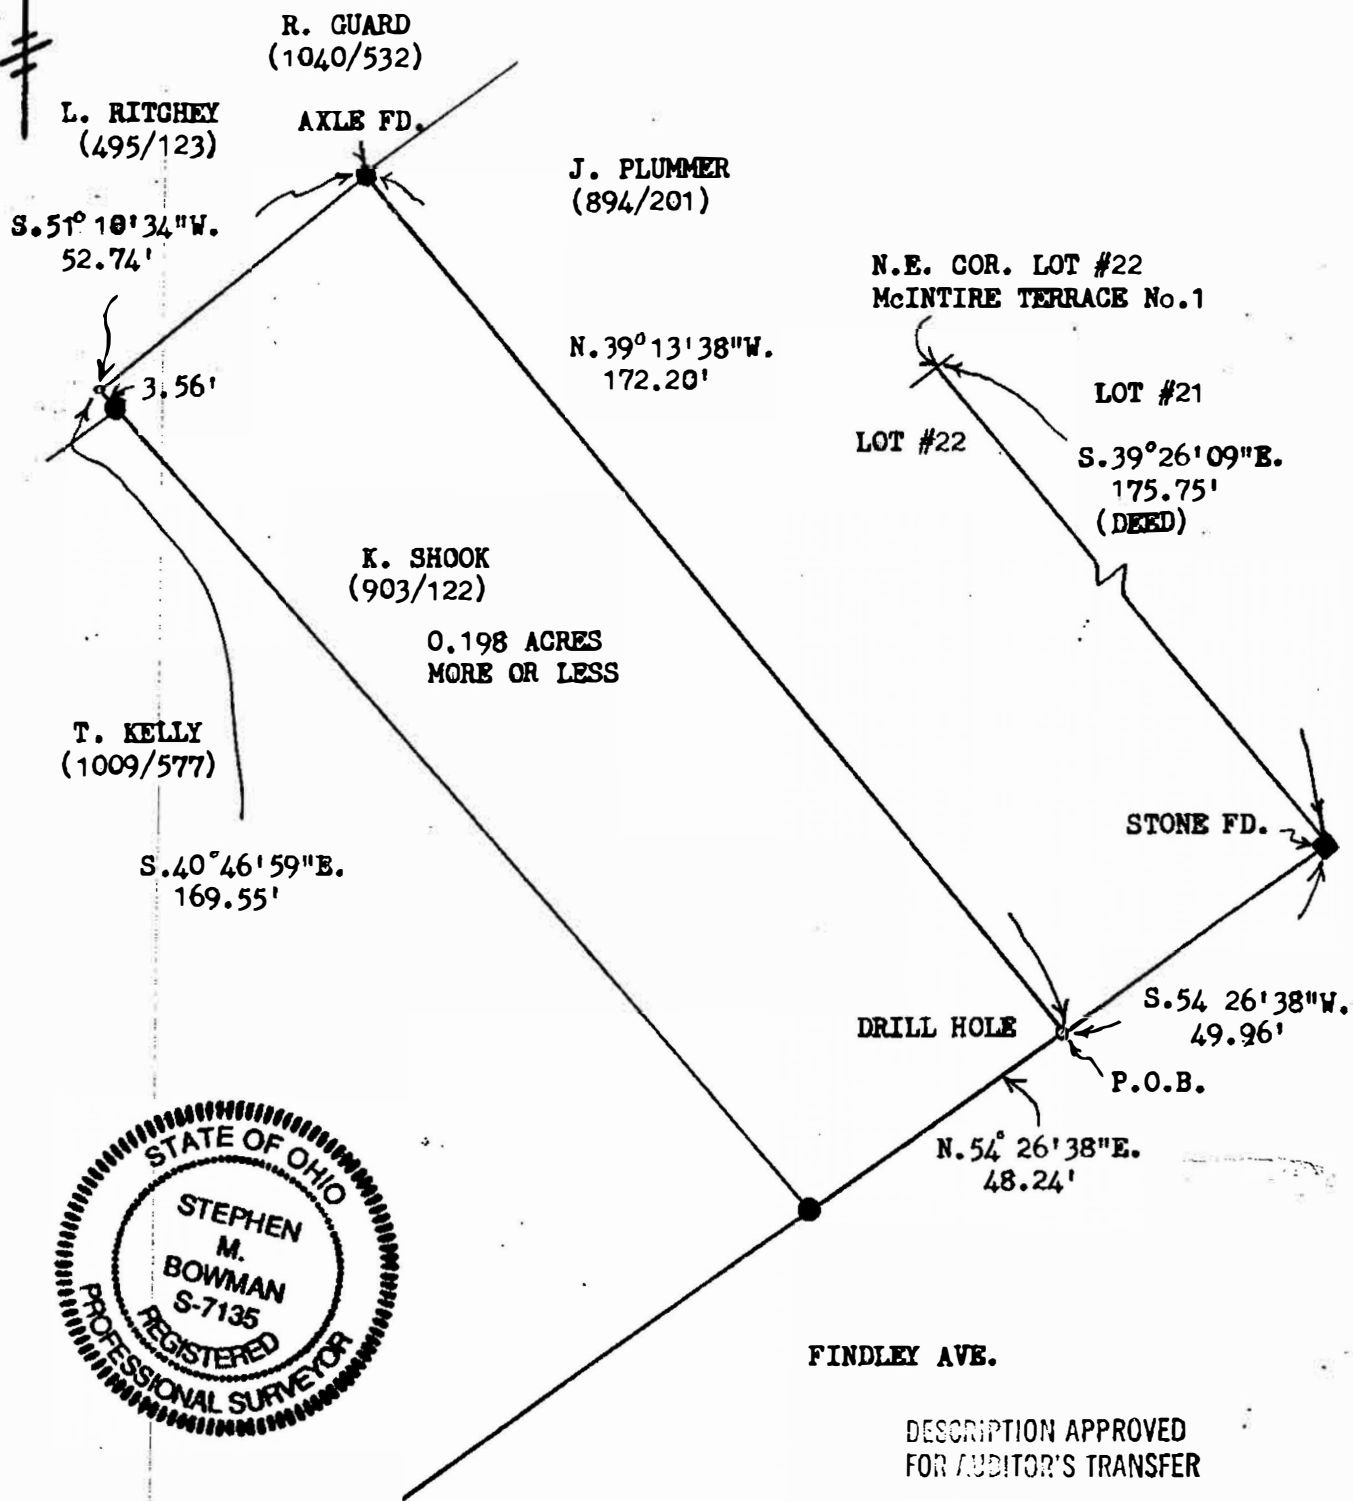 R. GUARD
(1040/532)
L. RITCHEY
(495/123)
AXLE FD.
J. PLUMMER
(894/201)
S.51° 10'34"W.
52.74'
N.E. COR. LOT #22
McINTIRE TERRACE No.1
N.39°13'38"W.
172.20'
3.56'
LOT #21
LOT #22
S.39°26'09"E.
175.75'
(DEED)
K. SHOOK
(903/122)
0.198 ACRES
MORE OR LESS
T. KELLY
(1009/577)
STONE FD.
S.40°46'59"E.
169.55'
S.54 26'38"W.
49.96'
DRILL HOLE
P.O.B.
N.54° 26'38"E.
48.24'
STATE OF OHIO
STEPHEN
M.
BOWMAN
S-7135
REGISTERED
PROFESSIONAL SURVEYOR
FINDLEY AVE.
DESCRIPTION APPROVED
FOR AUDITOR'S TRANSFER